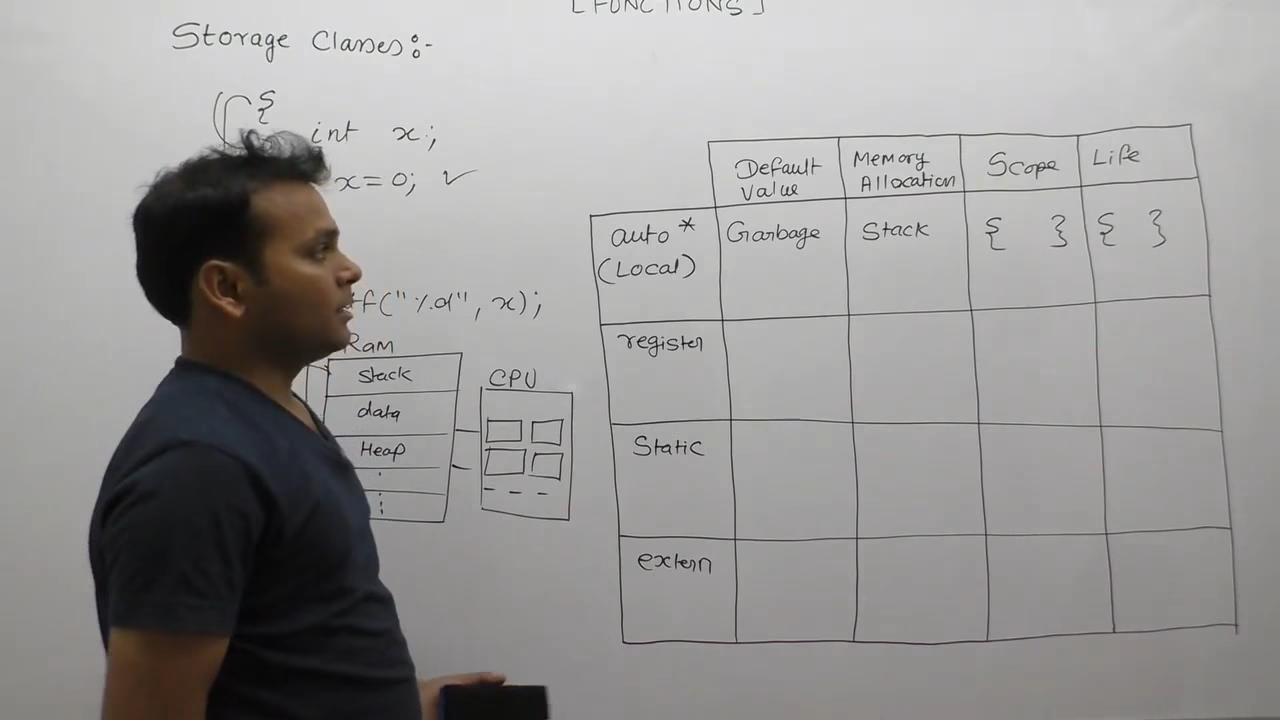 [FUNCTIONS]
Storage Classes:-
{
int x;
x=0; ✓
f("%d", x);
Ram
Stack
data
Heap
CPU
Default Value
Memory Allocation
Scope
Life
auto * (Local)
Garbage
Stack
{ }
{ }
register
Static
extern